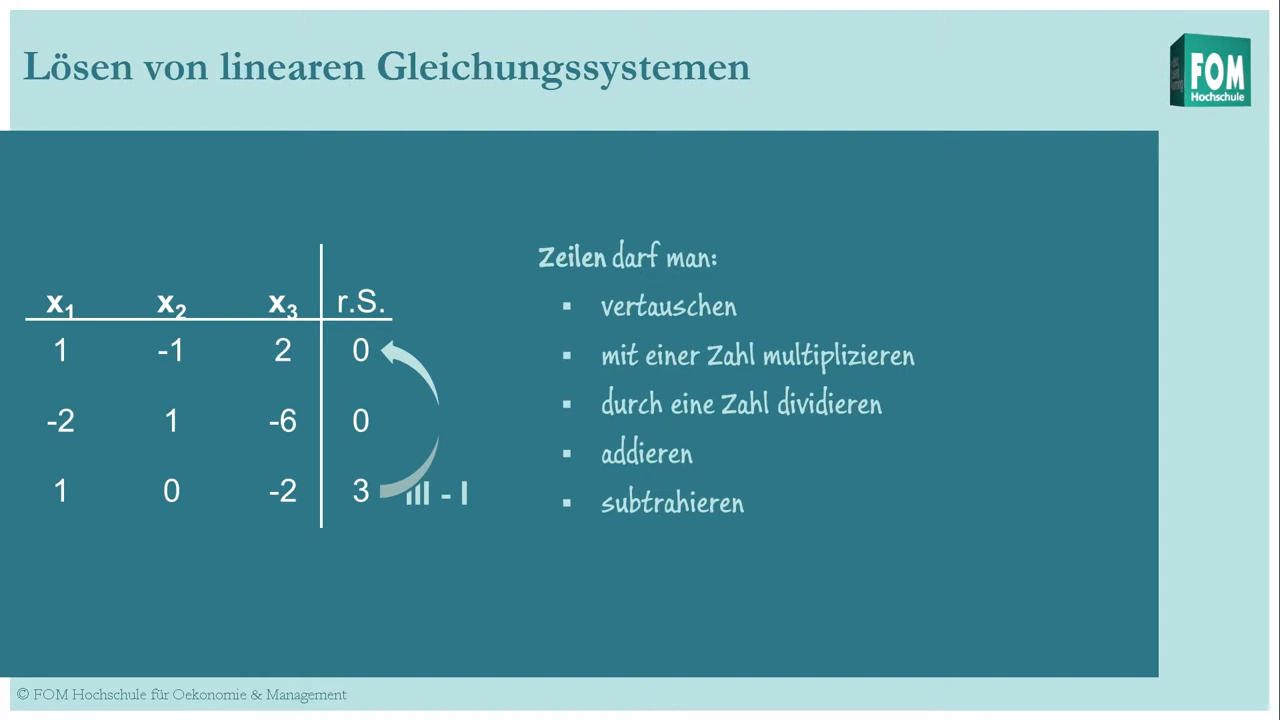 Lösen von linearen Gleichungssystemen
FOM
Hochschule
x₁ x₂ x₃ r.S.
1 -1 2 0
-2 1 -6 0
1 0 -2 3 III - I
Zeilen darf man:
▪ vertauschen
▪ mit einer Zahl multiplizieren
▪ durch eine Zahl dividieren
▪ addieren
▪ subtrahieren
© FOM Hochschule für Oekonomie & Management